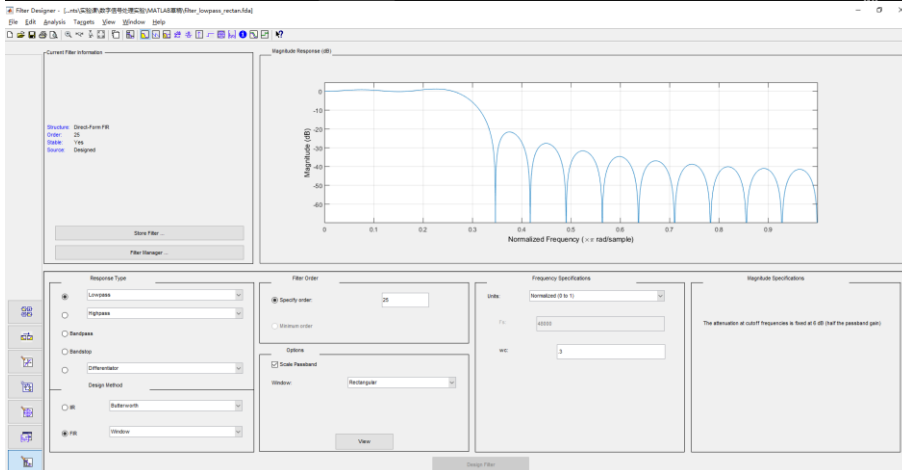 Filter Designer - [...nts\实验课\数字信号处理实验\MATLAB草稿\filter_lowpass_rectan.fda]
File Edit Analysis Targets View Window Help
Current Filter Information
Structure: Direct-Form FIR
Order: 25
Stable: Yes
Source: Designed
Store Filter ...
Filter Manager ...
Magnitude Response (dB)
Magnitude (dB)
0
-10
-20
-30
-40
-50
-60
0 0.1 0.2 0.3 0.4 0.5 0.6 0.7 0.8 0.9
Normalized Frequency (×π rad/sample)
Response Type
Lowpass
Highpass
Bandpass
Bandstop
Differentiator
Design Method
IIR Butterworth
FIR Window
Filter Order
Specify order: 25
Minimum order
Options
Scale Passband
Window: Rectangular
View
Frequency Specifications
Units: Normalized (0 to 1)
Fs: 48000
wc: .3
Magnitude Specifications
The attenuation at cutoff frequencies is fixed at 6 dB (half the passband gain)
Design Filter